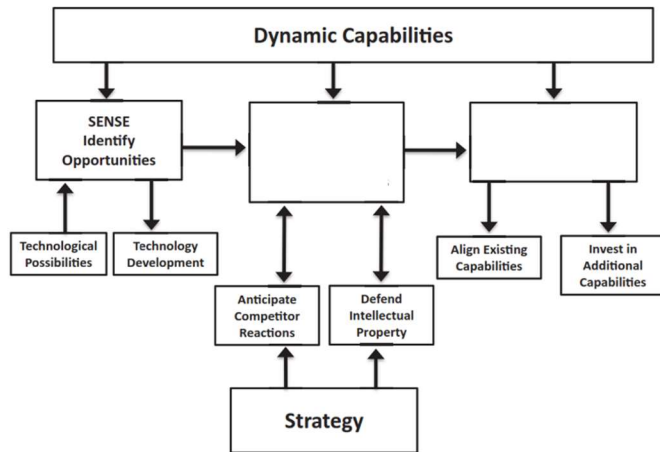 Dynamic Capabilities
SENSE
Identify
Opportunities
Technological
Possibilities
Technology
Development
Align Existing
Capabilities
Invest in
Additional
Capabilities
Anticipate
Competitor
Reactions
Defend
Intellectual
Property
Strategy